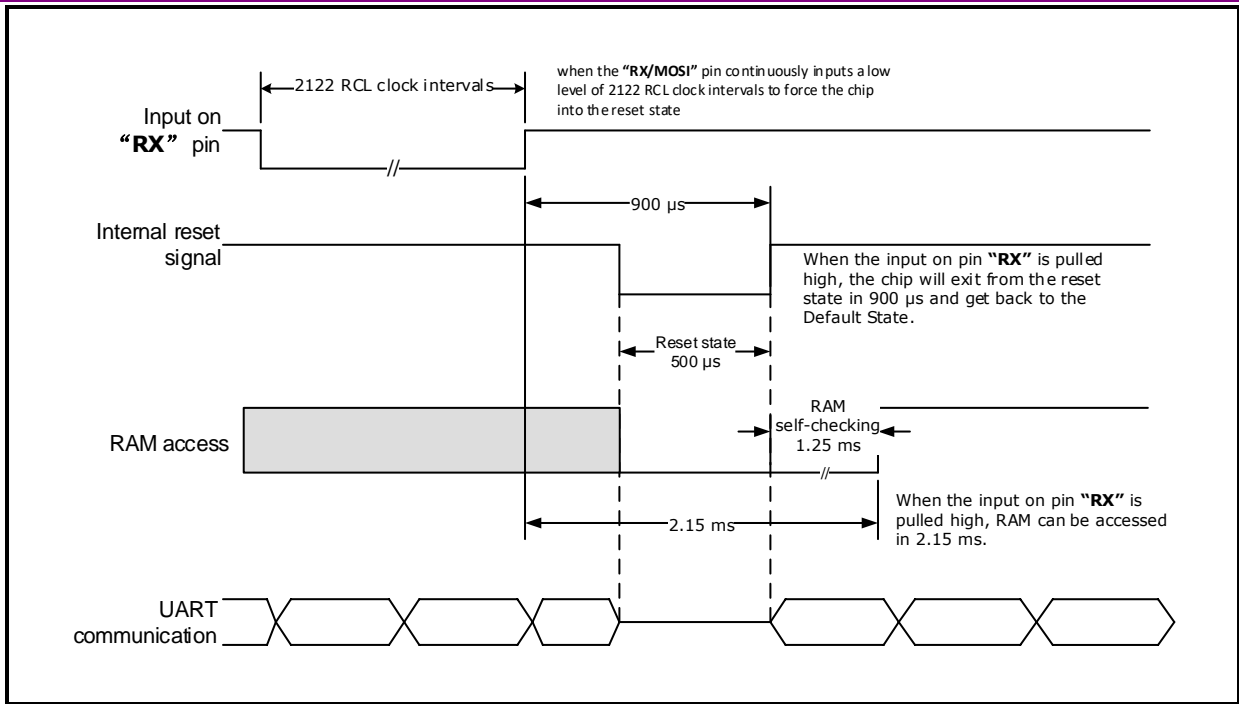 2122 RCL clock intervals
when the “RX/MOSI” pin continuously inputs a low
level of 2122 RCL clock intervals to force the chip
into the reset state
Input on
“RX” pin
900 µs
Internal reset
signal
When the input on pin “RX” is pulled
high, the chip will exit from the reset
state in 900 µs and get back to the
Default State.
Reset state
500 µs
RAM
self-checking
1.25 ms
RAM access
When the input on pin “RX” is
pulled high, RAM can be accessed
in 2.15 ms.
2.15 ms
UART
communication